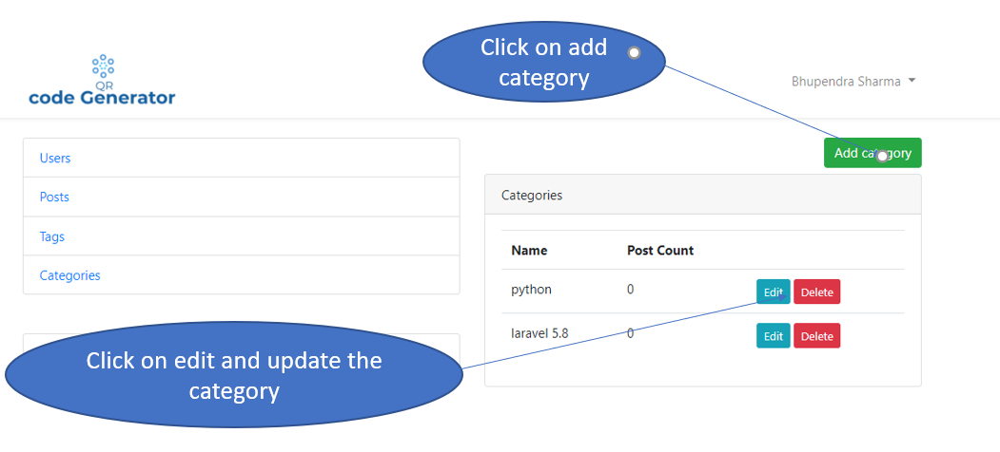 Click on add
category
QR
code Generator
Bhupendra Sharma
Users
Posts
Tags
Categories
Add category
Categories
Name Post Count
python 0 Edit Delete
laravel 5.8 0 Edit Delete
Click on edit and update the
category